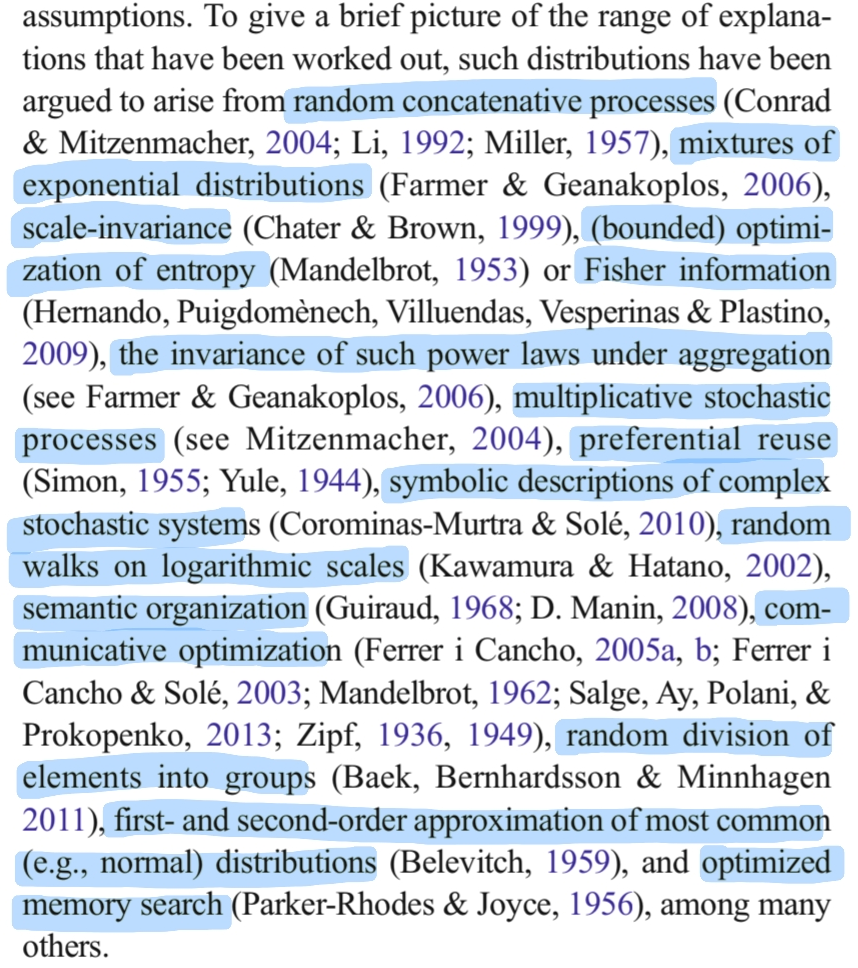 assumptions. To give a brief picture of the range of explana-
tions that have been worked out, such distributions have been
argued to arise from random concatenative processes (Conrad
& Mitzenmacher, 2004; Li, 1992; Miller, 1957), mixtures of
exponential distributions (Farmer & Geanakoplos, 2006),
scale-invariance (Chater & Brown, 1999), (bounded) optimi-
zation of entropy (Mandelbrot, 1953) or Fisher information
(Hernando, Puigdomènech, Villuendas, Vesperinas & Plastino,
2009), the invariance of such power laws under aggregation
(see Farmer & Geanakoplos, 2006), multiplicative stochastic
processes (see Mitzenmacher, 2004), preferential reuse
(Simon, 1955; Yule, 1944), symbolic descriptions of complex
stochastic systems (Corominas-Murtra & Solé, 2010), random
walks on logarithmic scales (Kawamura & Hatano, 2002),
semantic organization (Guiraud, 1968; D. Manin, 2008), com-
municative optimization (Ferrer i Cancho, 2005a, b; Ferrer i
Cancho & Solé, 2003; Mandelbrot, 1962; Salge, Ay, Polani, &
Prokopenko, 2013; Zipf, 1936, 1949), random division of
elements into groups (Baek, Bernhardsson & Minnhagen
2011), first- and second-order approximation of most common
(e.g., normal) distributions (Belevitch, 1959), and optimized
memory search (Parker-Rhodes & Joyce, 1956), among many
others.